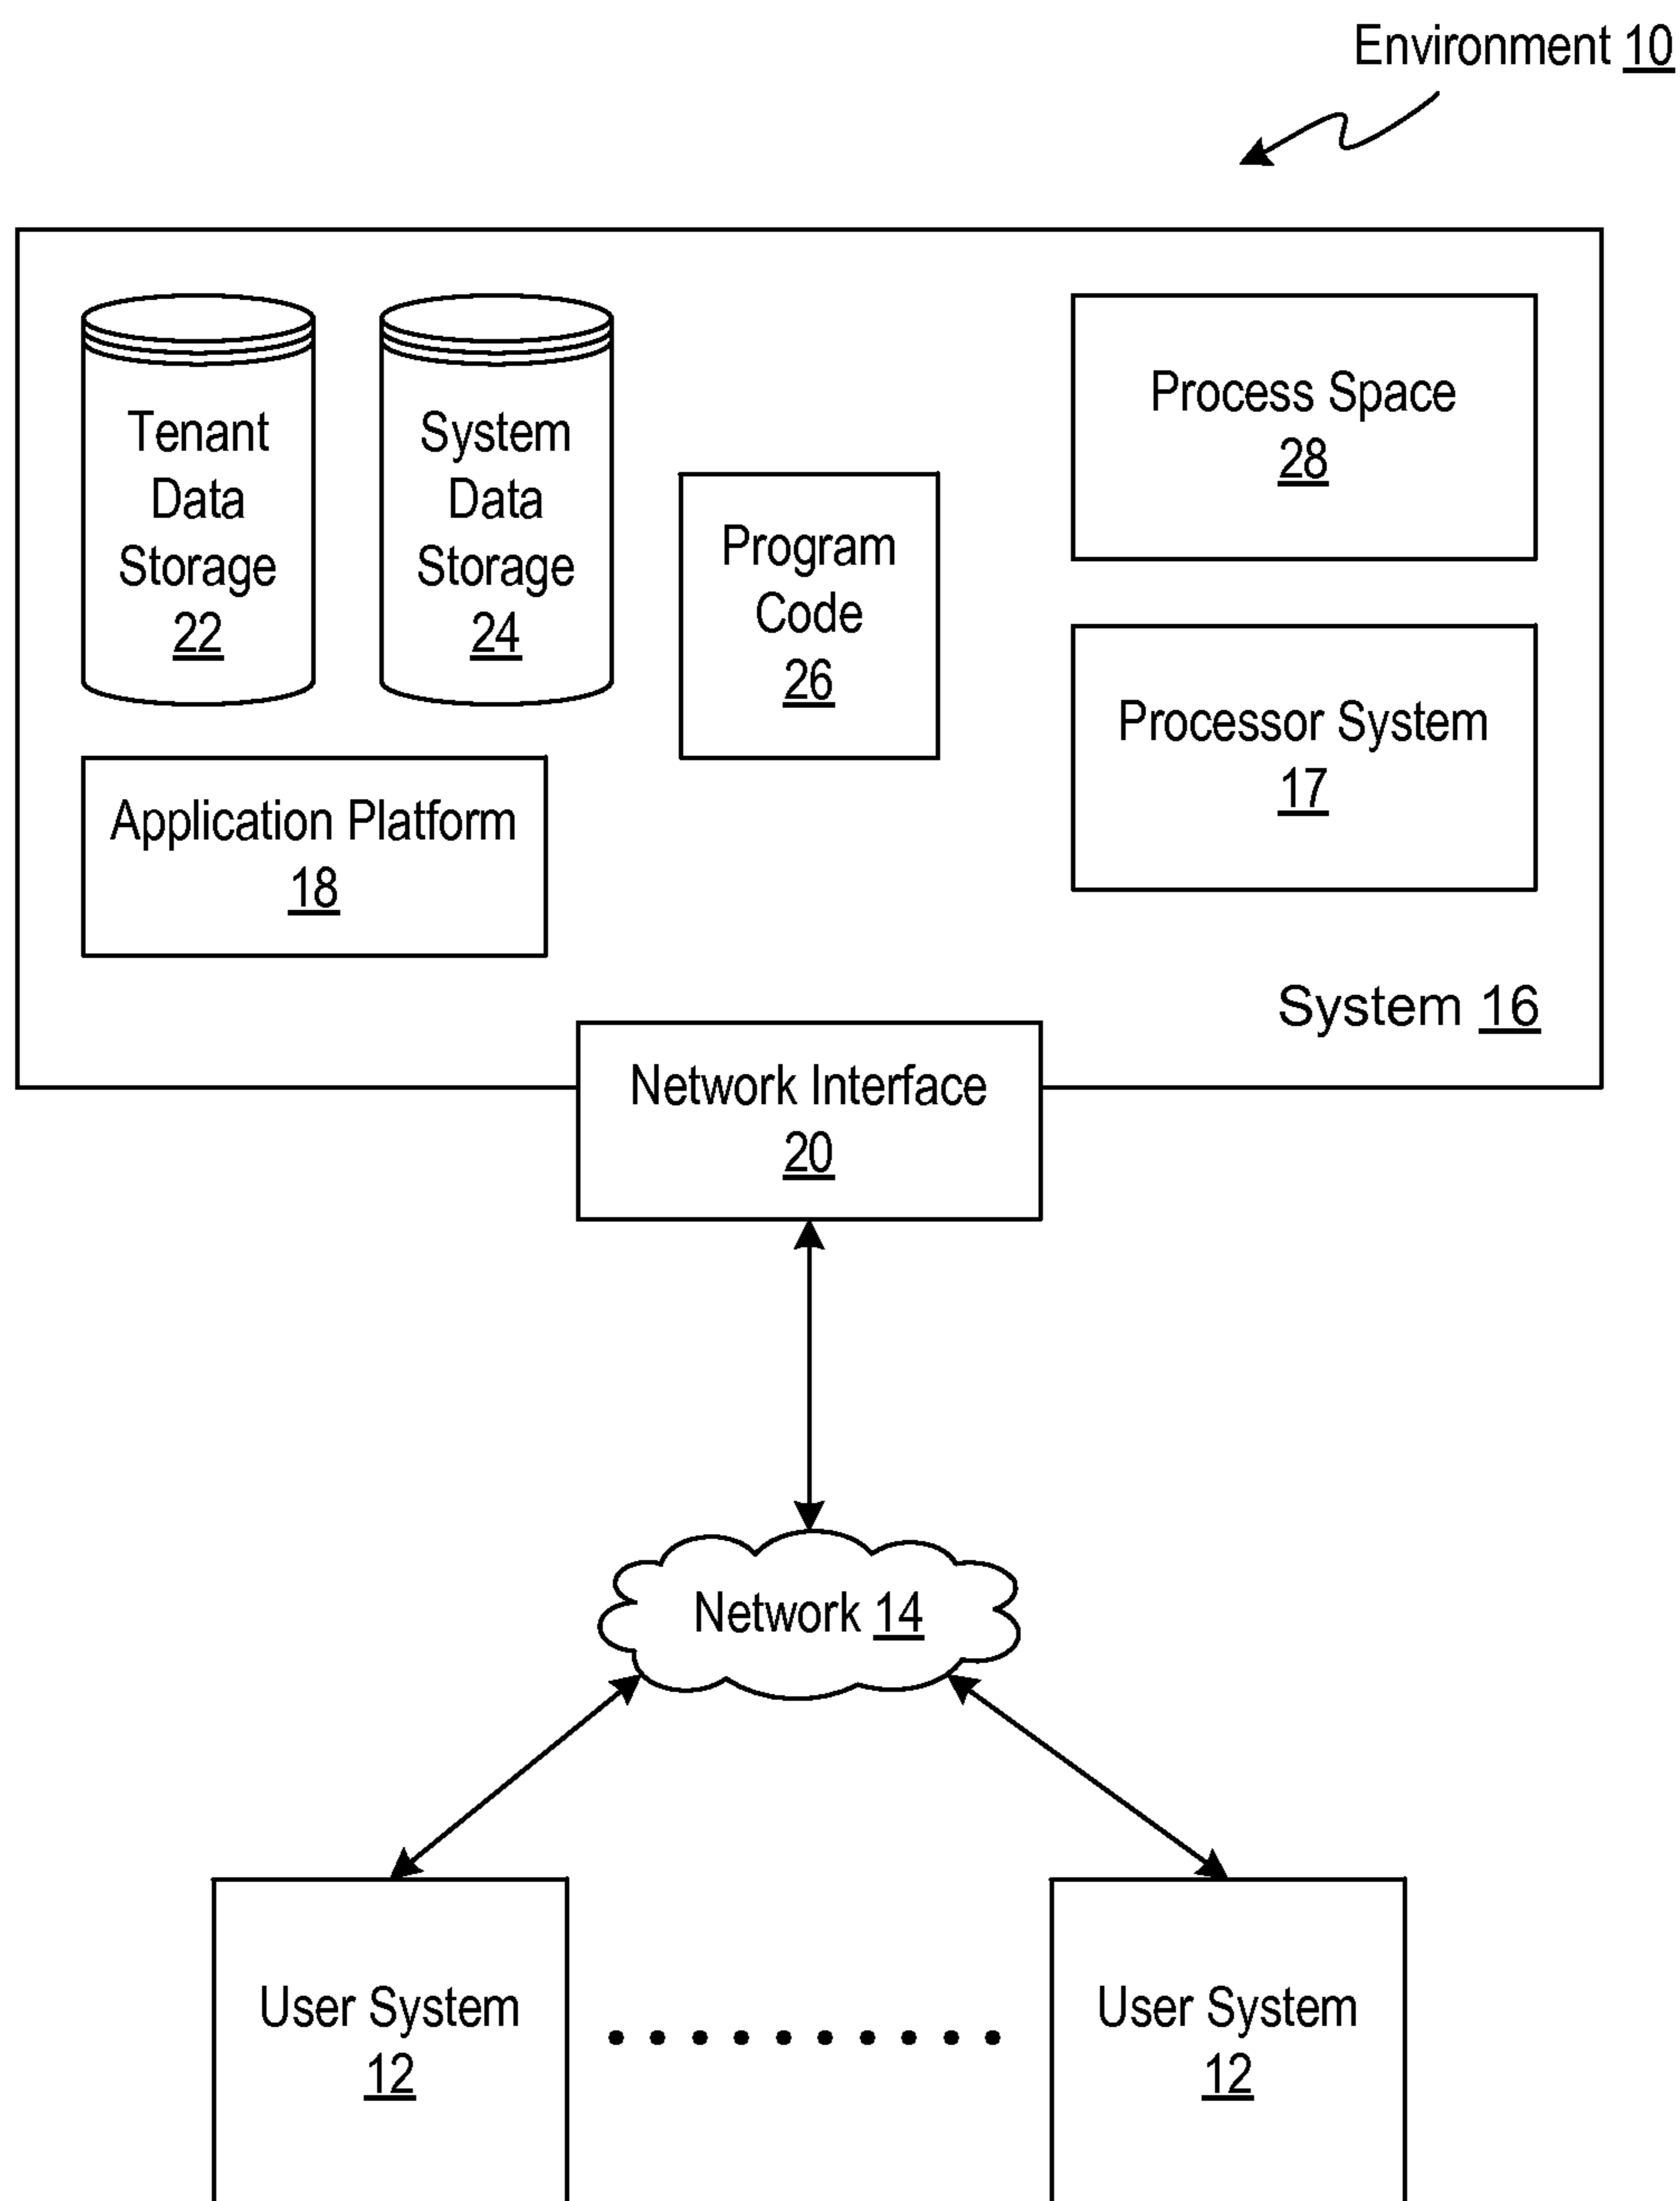 Environment 10
Tenant
Data
Storage
22
System
Data
Storage
24
Program
Code
26
Process Space
28
Processor System
17
Application Platform
18
System 16
Network Interface
20
Network 14
User System
12
User System
12